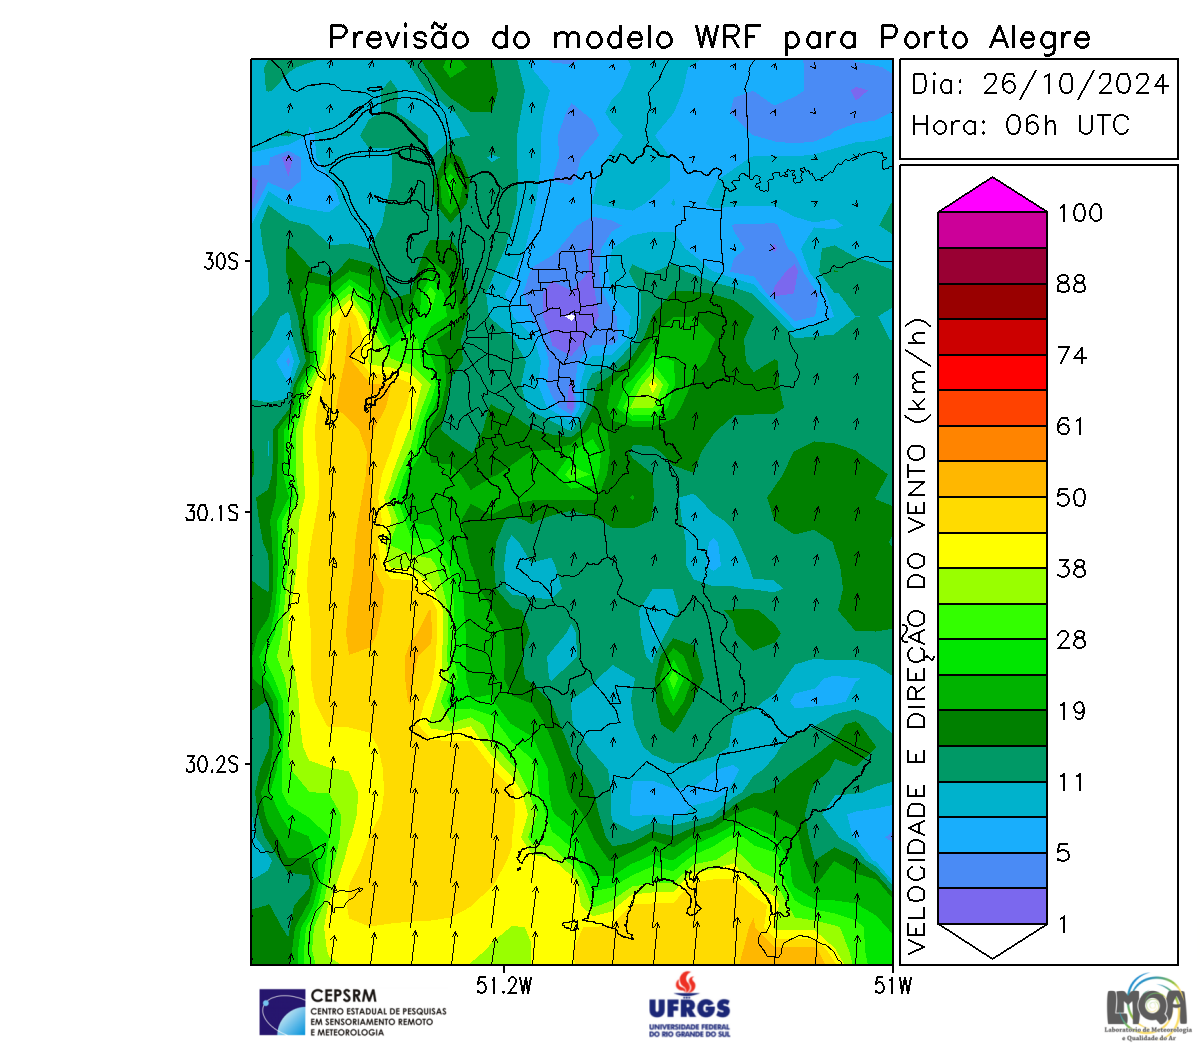 Previsão do modelo WRF para Porto Alegre
Dia: 26/10/2024
Hora: 06h UTC
100
88
74
61
50
38
28
19
11
5
1
VELOCIDADE E DIREÇÃO DO VENTO (km/h)
30S
30.1S
30.2S
51.2W
51W
CEPSRM
CENTRO ESTADUAL DE PESQUISAS
EM SENSORIAMENTO REMOTO
E METEOROLOGIA
UFRGS
UNIVERSIDADE FEDERAL
DO RIO GRANDE DO SUL
LMQA
Laboratório de Meteorologia
e Qualidade do Ar